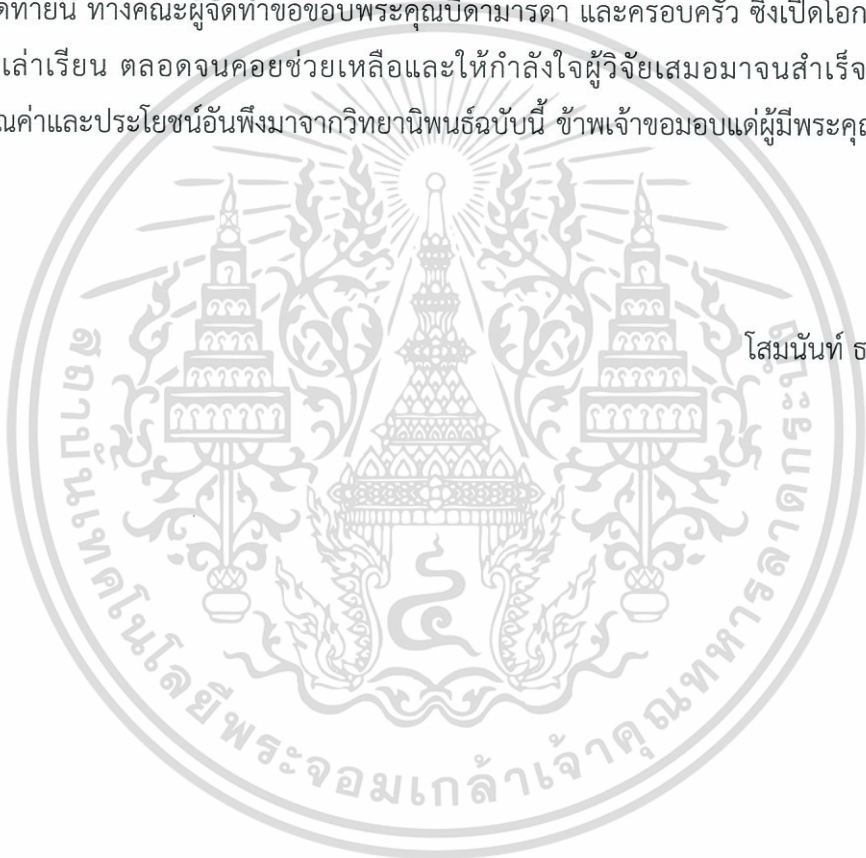 ดท้ายนี้ ทางคณะผู้จัดทำขอขอบพระคุณบิดามารดา และครอบครัว ซึ่งเปิดโอก
เล่าเรียน ตลอดจนคอยช่วยเหลือและให้กำลังใจผู้วิจัยเสมอมาจนสำเร็จ
ณค่าและประโยชน์อันพึงมาจากวิทยานิพนธ์ฉบับนี้ ข้าพเจ้าขอมอบแด่ผู้มีพระคุณ
โสมนันท์ ธ
๔
สถาบันเทคโนโลยีพระจอมเกล้าเจ้าคุณทหารลาดกระบัง